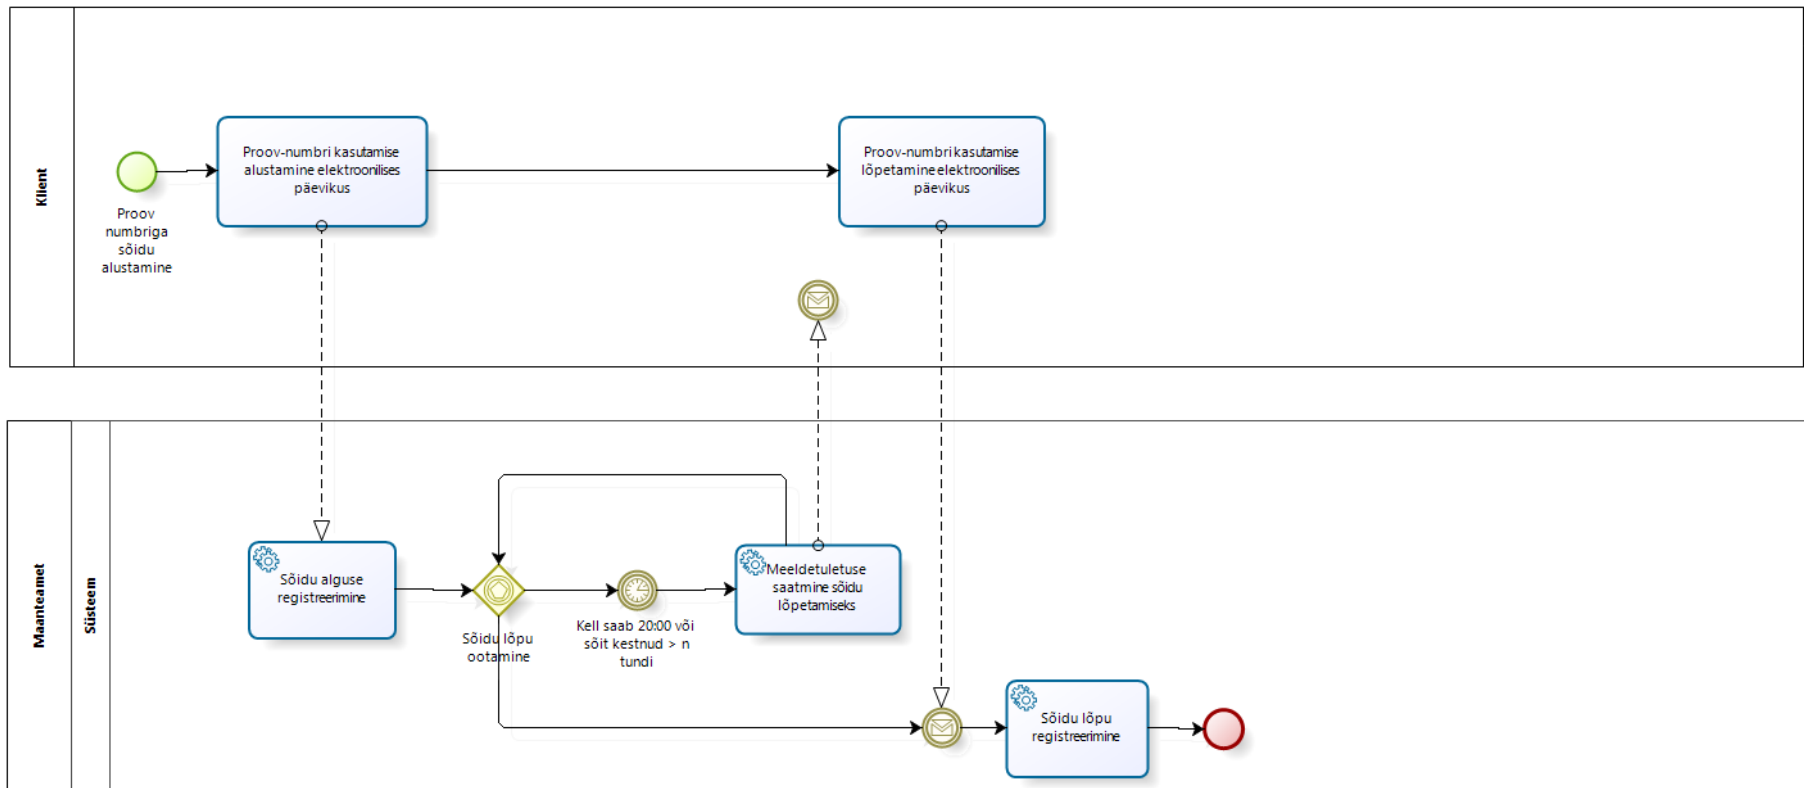 Klient
Proov-numbri kasutamise
alustamine elektroonilises
päevikus
Proov-numbri kasutamise
lõpetamine elektroonilises
päevikus
Proov
numbriga
sõidu
alustamine
Maanteamet
Süsteem
Sõidu alguse
registreerimine
Sõidu lõpu
ootamine
Kell saab 20:00 või
sõit kestnud > n
tundi
Meeldetuletuse
saatmine sõidu
lõpetamiseks
Sõidu lõpu
registreerimine